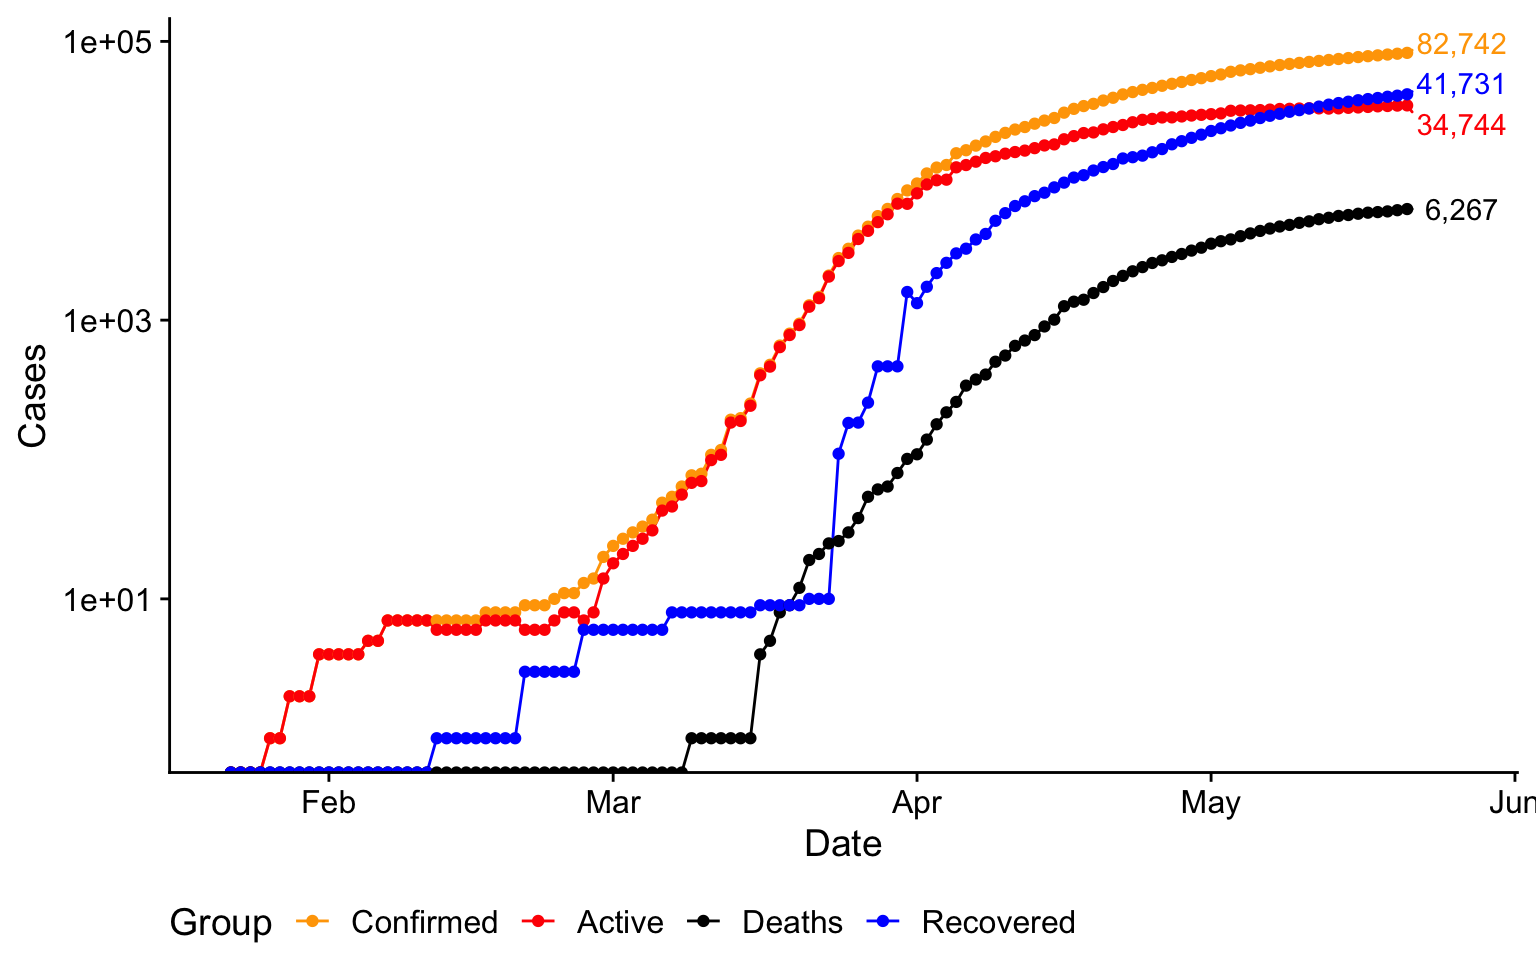 1e+05
1e+03
1e+01
Cases
82,742
41,731
34,744
6,267
Feb Mar Apr May Jun
Date
Group Confirmed Active Deaths Recovered